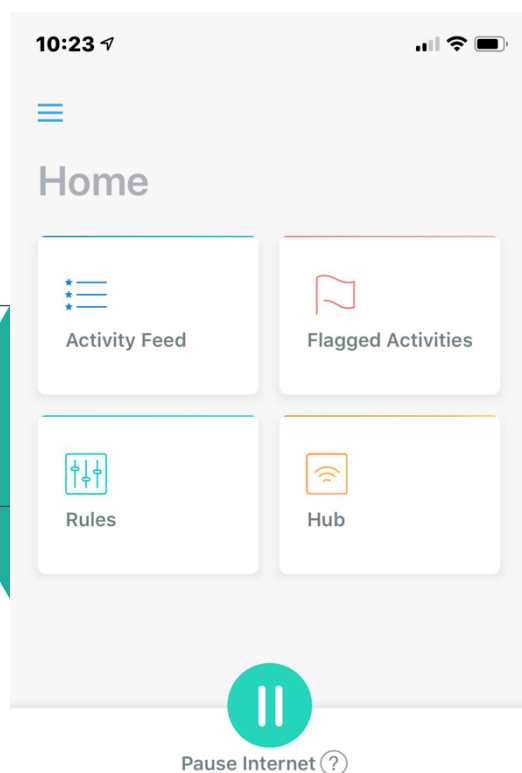 10:23
Home
Activity Feed
Flagged Activities
Rules
Hub
Pause Internet ?